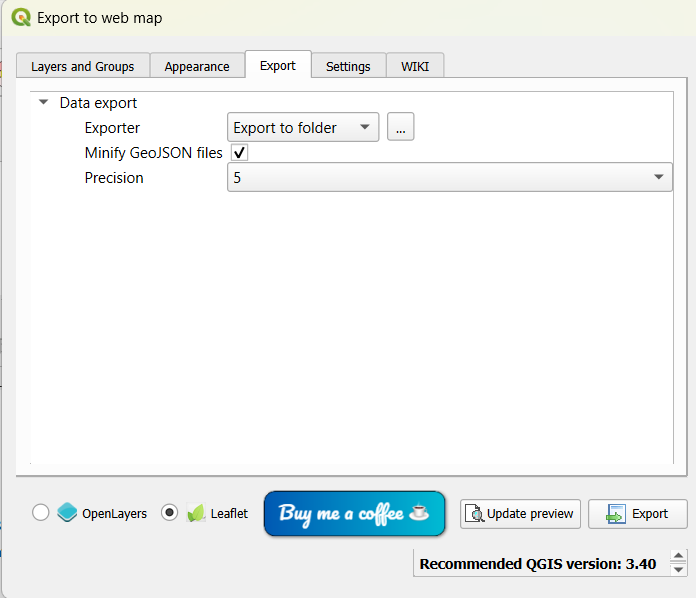 Export to web map
Layers and Groups Appearance Export Settings WIKI
Data export
Exporter Export to folder ...
Minify GeoJSON files
Precision 5
OpenLayers Leaflet Buy me a coffee Update preview Export
Recommended QGIS version: 3.40